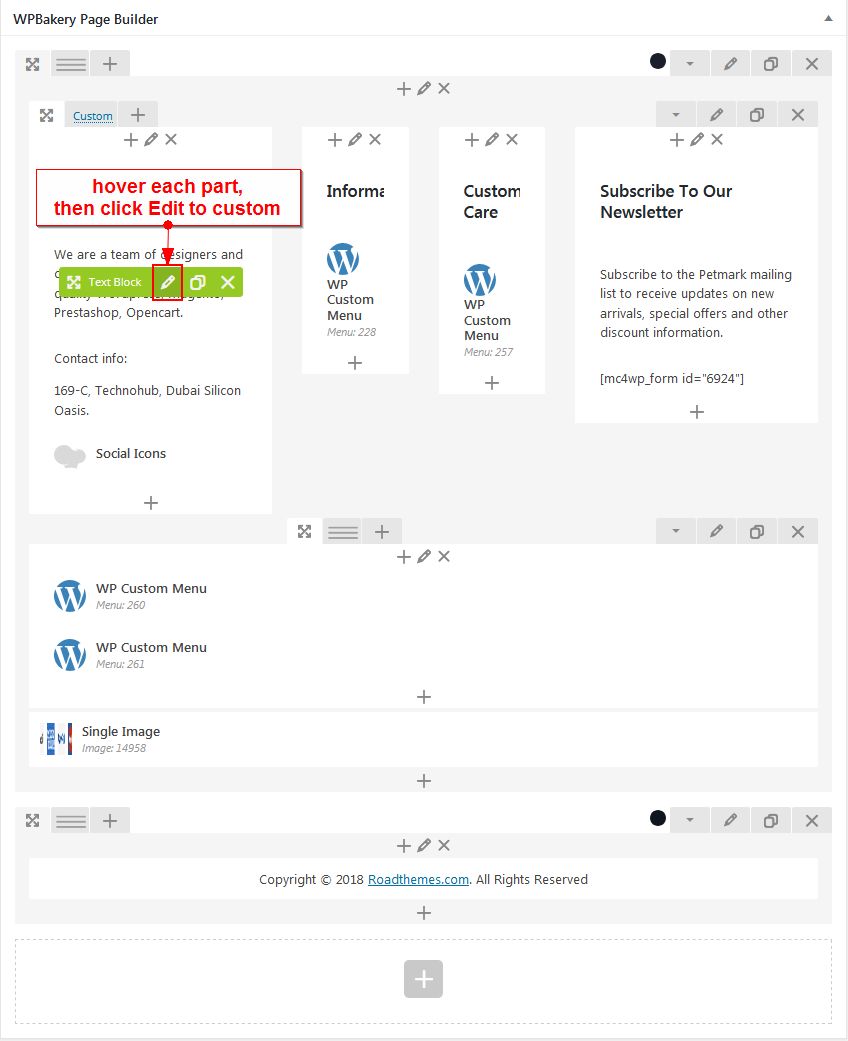 WPBakery Page Builder
Custom
hover each part,
then click Edit to custom
We are a team of designers and
Text Block
Prestashop, Opencart.
Contact info:
169-C, Technohub, Dubai Silicon
Oasis.
Social Icons
Informa
WP
Custom
Menu
Menu: 228
Custom
Care
WP
Custom
Menu
Menu: 257
Subscribe To Our
Newsletter
Subscribe to the Petmark mailing
list to receive updates on new
arrivals, special offers and other
discount information.
[mc4wp_form id="6924"]
WP Custom Menu
Menu: 260
WP Custom Menu
Menu: 261
Single Image
Image: 14958
Copyright © 2018 Roadthemes.com. All Rights Reserved